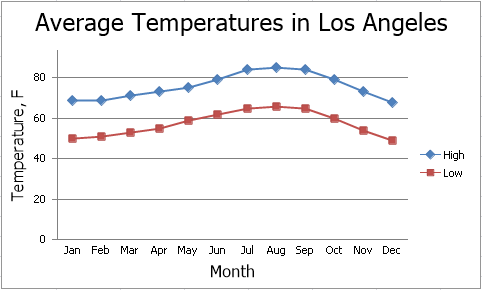 Average Temperatures in Los Angeles
Temperature, F
80
60
40
20
0
Jan Feb Mar Apr May Jun Jul Aug Sep Oct Nov Dec
Month
High
Low